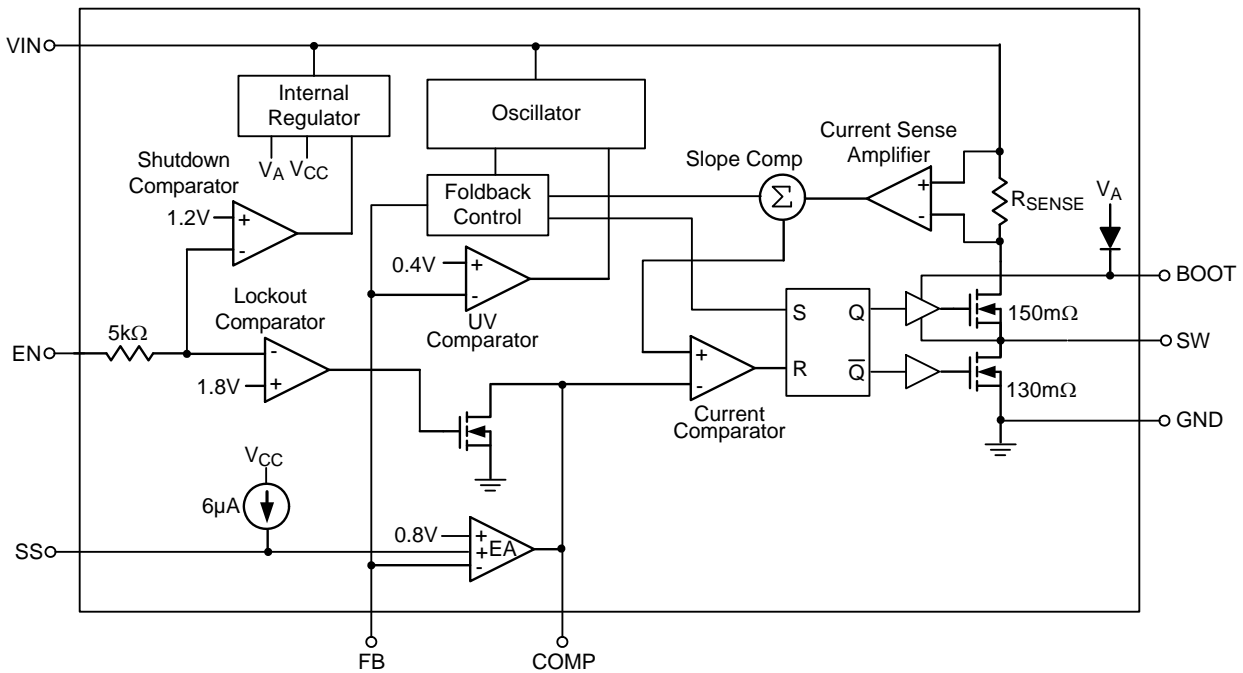 VIN
Internal
Regulator
VA VCC
Oscillator
Shutdown
Comparator
1.2V
+
-
Foldback
Control
Slope Comp
Σ
Current Sense
Amplifier
+
-
RSENSE
VA
BOOT
0.4V
+
-
UV
Comparator
Lockout
Comparator
EN
5kΩ
-
+
1.8V
+
-
Current
Comparator
S
Q
R
Q̅
150mΩ
SW
130mΩ
GND
VCC
6µA
SS
0.8V
+
+
-
EA
FB
COMP